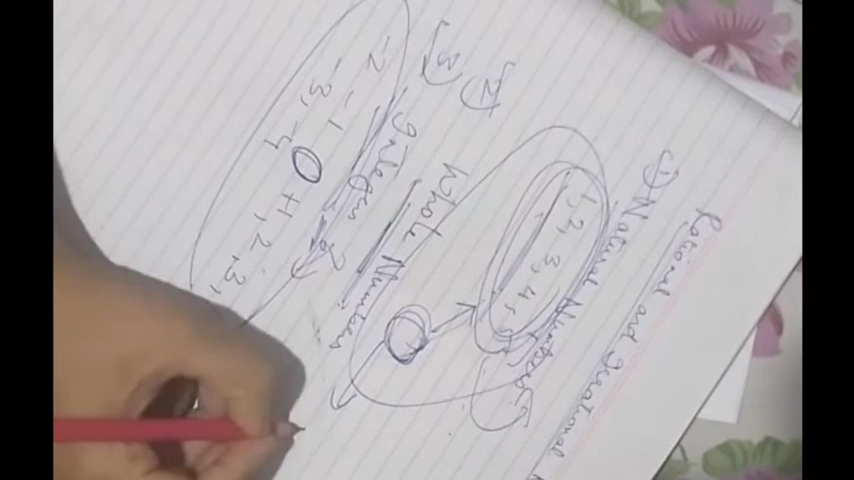 Rational and Irrational
1) Natural Numbers
1, 2, 3, 4, 5
2) Whole Numbers
0
3) Integers
-2 -1
-3, -4 0 +1, 2, 3,